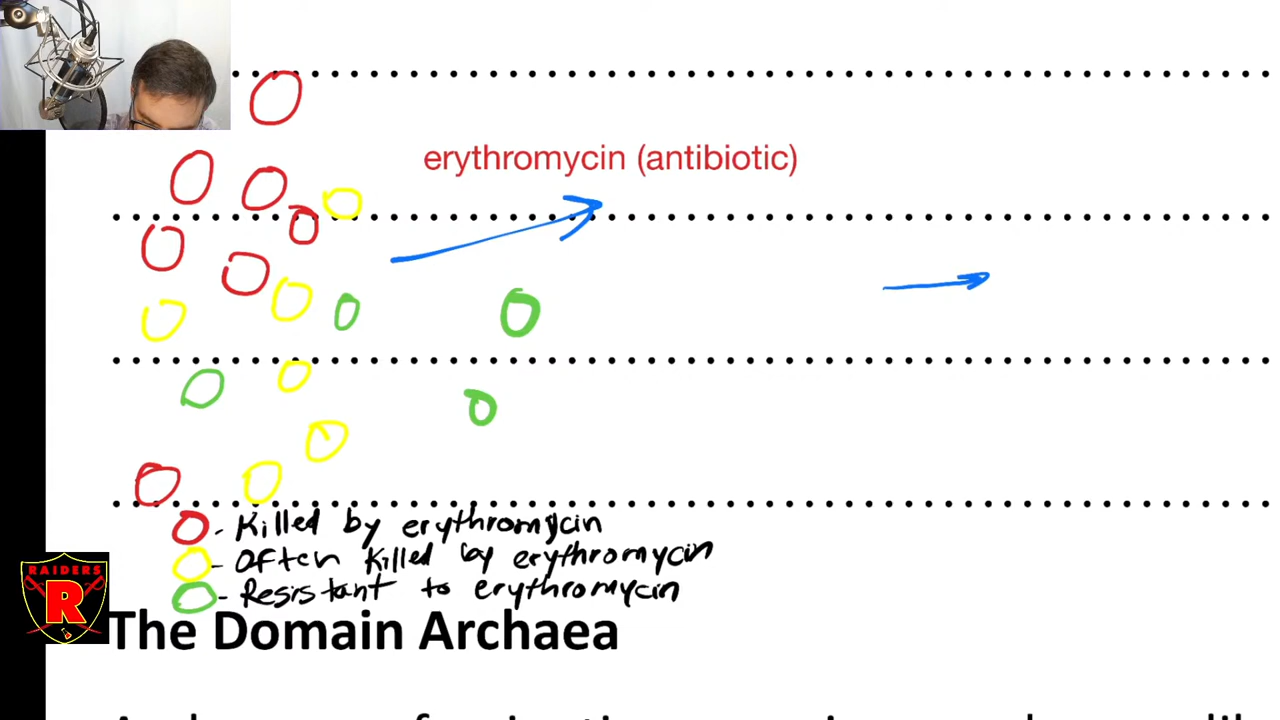 erythromycin (antibiotic)
- Killed by erythromycin
- Often killed by erythromycin
- Resistant to erythromycin
RAIDERS
R
The Domain Archaea